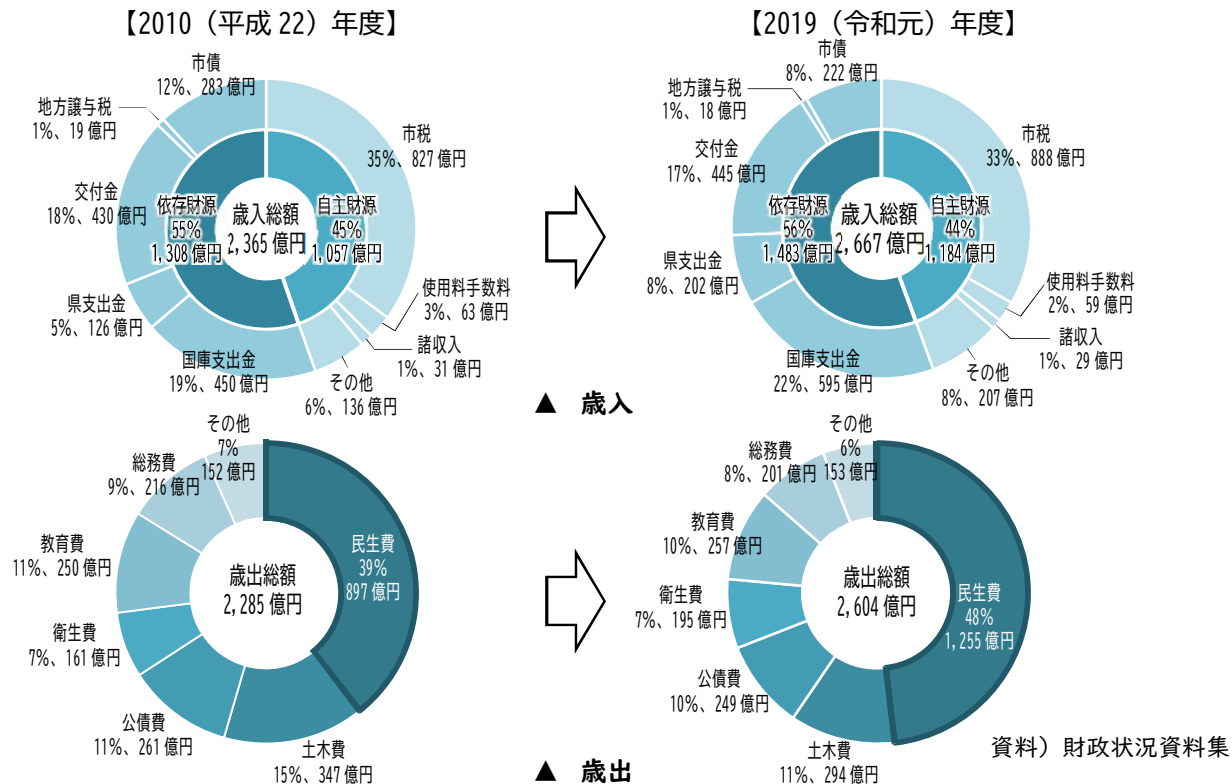 【2010（平成 22）年度】
市債
12%、283 億円
地方譲与税
1%、19 億円
市税
35%、827 億円
交付金
18%、430 億円
依存財源
55%
1,308 億円
歳入総額
2,365 億円
自主財源
45%
1,057 億円
県支出金
5%、126 億円
使用料手数料
3%、63 億円
諸収入
1%、31 億円
国庫支出金
19%、450 億円
その他
6%、136 億円
【2019（令和元）年度】
市債
8%、222 億円
地方譲与税
1%、18 億円
市税
33%、888 億円
交付金
17%、445 億円
依存財源
56%
1,483 億円
歳入総額
2,667 億円
自主財源
44%
1,184 億円
県支出金
8%、202 億円
使用料手数料
2%、59 億円
諸収入
1%、29 億円
国庫支出金
22%、595 億円
その他
8%、207 億円
▲ 歳入
その他
7%
152 億円
総務費
9%、216 億円
教育費
11%、250 億円
民生費
39%
897 億円
歳出総額
2,285 億円
衛生費
7%、161 億円
公債費
11%、261 億円
土木費
15%、347 億円
その他
6%
153 億円
総務費
8%、201 億円
教育費
10%、257 億円
歳出総額
2,604 億円
衛生費
7%、195 億円
民生費
48%
1,255 億円
公債費
10%、249 億円
土木費
11%、294 億円
▲ 歳出
資料）財政状況資料集